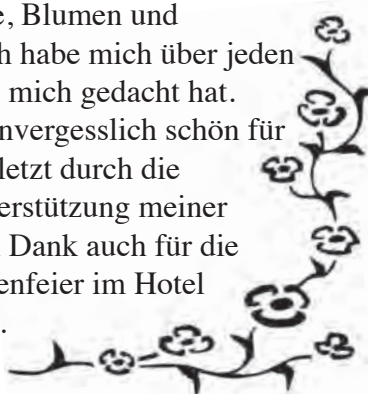 e, Blumen und
h habe mich über jeden
mich gedacht hat.
nvergesslich schön für
letzt durch die
erstützung meiner
Dank auch für die
enfeier im Hotel
.